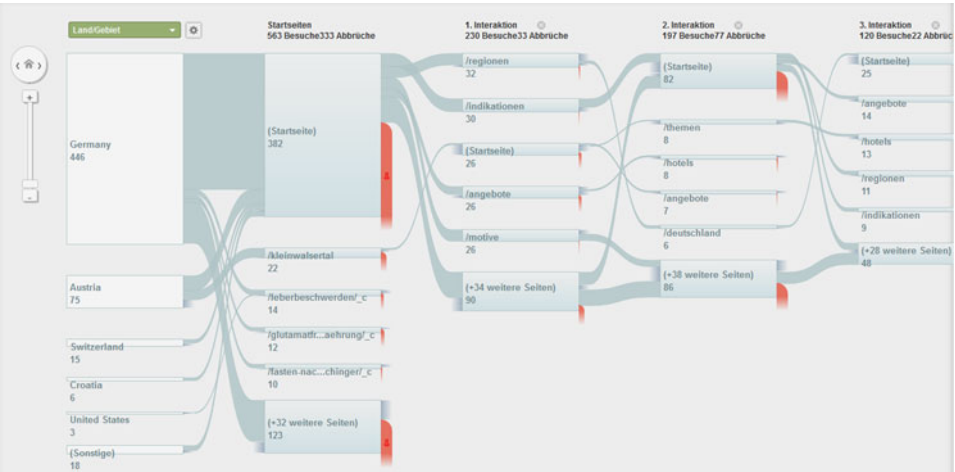 Land/Gebiet
Startseiten
563 Besuche333 Abbrüche
1. Interaktion
230 Besuche33 Abbrüche
2. Interaktion
197 Besuche77 Abbrüche
3. Interaktion
120 Besuche22 Abbrüc
Germany
446
Austria
75
Switzerland
15
Croatia
6
United States
3
(Sonstige)
18
(Startseite)
382
/kleinwalsertal
22
/leberbeschwerden/_c
14
/glutamatfr...aehrung/_c
12
/fasten-nac...chinger/_c
10
(+32 weitere Seiten)
123
/regionen
32
/indikationen
30
(Startseite)
26
/angebote
26
/motive
26
(+34 weitere Seiten)
90
(Startseite)
82
/themen
8
/hotels
8
/angebote
7
/deutschland
6
(+38 weitere Seiten)
86
(Startseite)
25
/angebote
14
/hotels
13
/regionen
11
/indikationen
9
(+28 weitere Seiten)
48